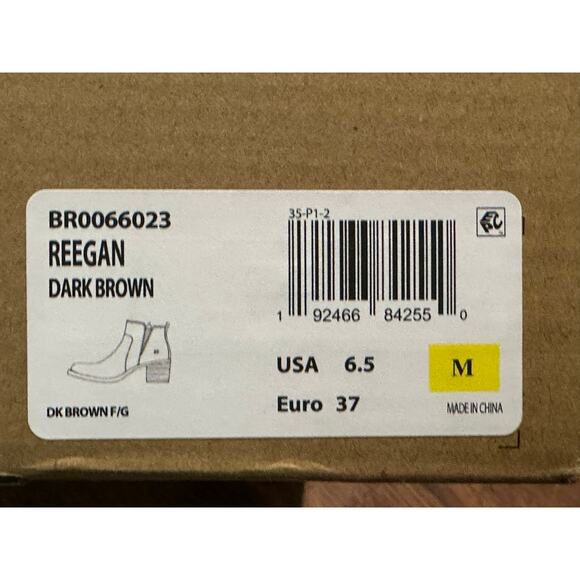 BR0066023
REEGAN
DARK BROWN
DK BROWN F/G
35-P1-2
1 92466 84255 0
USA 6.5 M
Euro 37
MADE IN CHINA